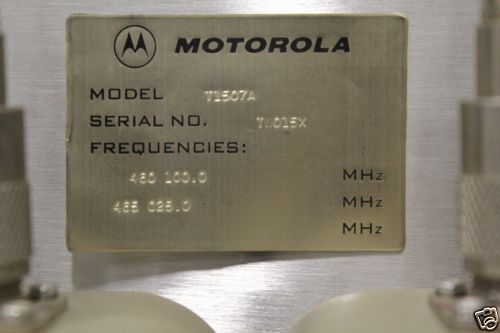 MOTOROLA
MODEL T1507A
SERIAL NO.
FREQUENCIES:
460 100.0 MHz
465 025.0 MHz
MHz